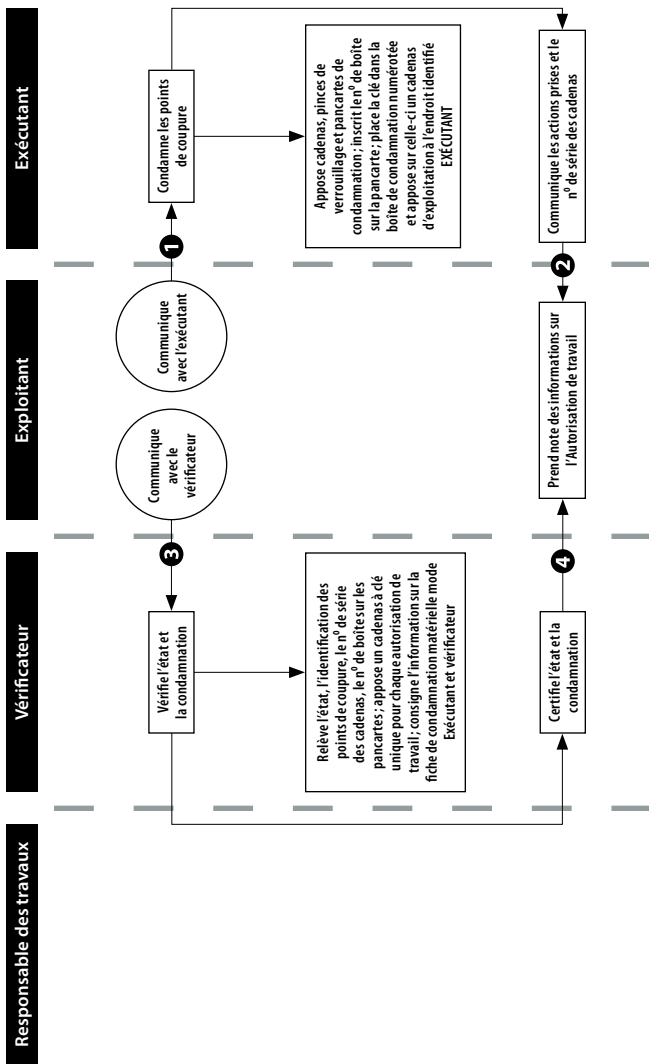 Responsable des travaux
Vérificateur
Exploitant
Exécutant
Vérifie l'état et
la condamnation
3
Communique
avec le
vérificateur
Communique
avec l'exécutant
1
Condamne les points
de coupure
Relève l'état, l'identification des
points de coupure, le nº de série
des cadenas, le nº de boîte sur les
pancartes ; appose un cadenas à clé
unique pour chaque autorisation de
travail ; consigne l'information sur la
fiche de condamnation matérielle mode
Exécutant et vérificateur
Appose cadenas, pinces de
verrouillage et pancartes de
condamnation ; inscrit le nº de boîte
sur la pancarte ; place la clé dans la
boîte de condamnation numérotée
et appose sur celle-ci un cadenas
d'exploitation à l'endroit identifié
EXÉCUTANT
Certifie l'état et la
condamnation
4
Prend note des informations sur
l'Autorisation de travail
2
Communique les actions prises et le
nº de série des cadenas